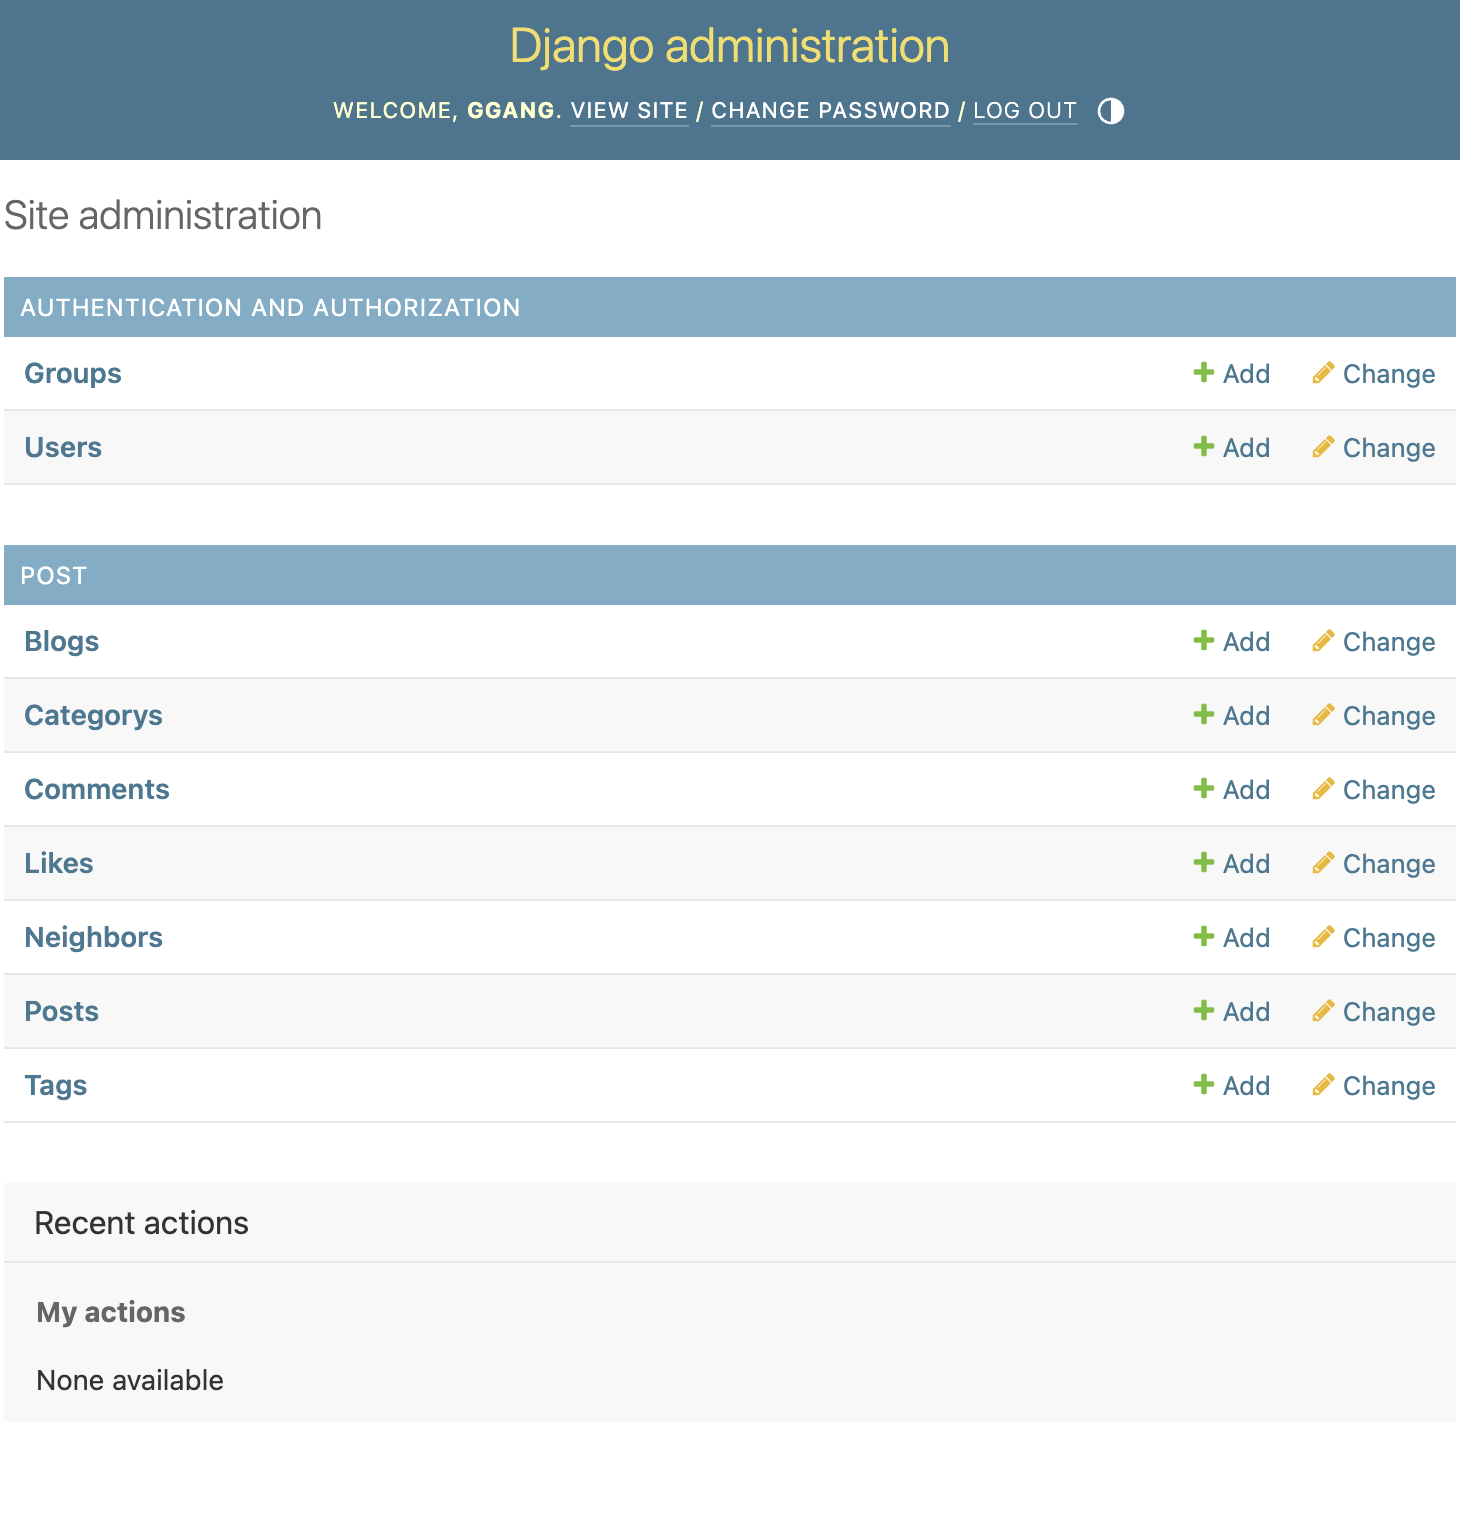 Django administration
WELCOME, GGANG. VIEW SITE / CHANGE PASSWORD / LOG OUT
Site administration
AUTHENTICATION AND AUTHORIZATION
Groups Add Change
Users Add Change
POST
Blogs Add Change
Categorys Add Change
Comments Add Change
Likes Add Change
Neighbors Add Change
Posts Add Change
Tags Add Change
Recent actions
My actions
None available